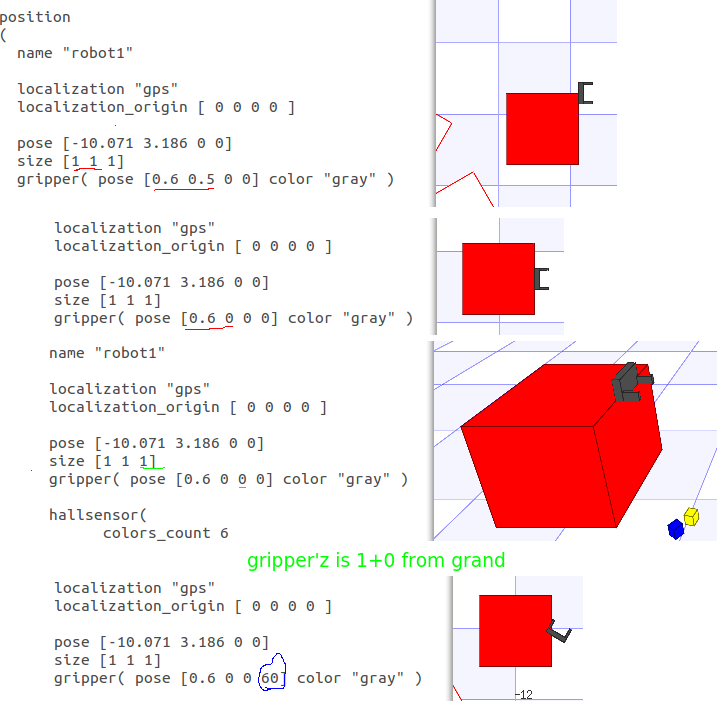 position
(
name "robot1"
localization "gps"
localization_origin [ 0 0 0 0 ]
pose [-10.071 3.186 0 0]
size [1 1 1]
gripper( pose [0.6 0.5 0 0] color "gray" )
localization "gps"
localization_origin [ 0 0 0 0 ]
pose [-10.071 3.186 0 0]
size [1 1 1]
gripper( pose [0.6 0 0 0] color "gray" )
name "robot1"
localization "gps"
localization_origin [ 0 0 0 0 ]
pose [-10.071 3.186 0 0]
size [1 1 1]
gripper( pose [0.6 0 0 0] color "gray" )
hallsensor(
colors_count 6
gripper'z is 1+0 from grand
localization "gps"
localization_origin [ 0 0 0 0 ]
pose [-10.071 3.186 0 0]
size [1 1 1]
gripper( pose [0.6 0 0 60] color "gray" )
-12